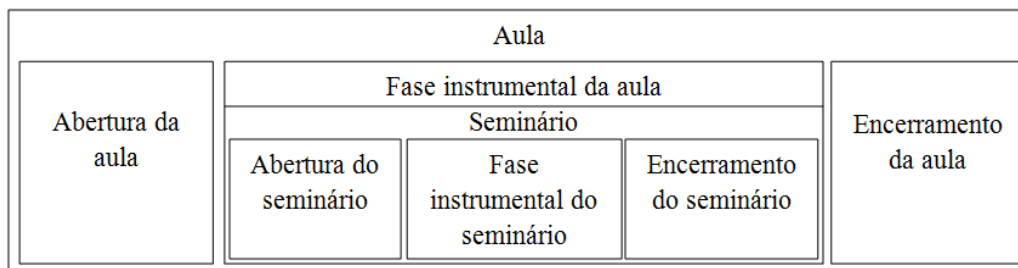 Aula
Abertura da
aula
Fase instrumental da aula
Seminário
Abertura do
seminário
Fase
instrumental do
seminário
Encerramento
do seminário
Encerramento
da aula